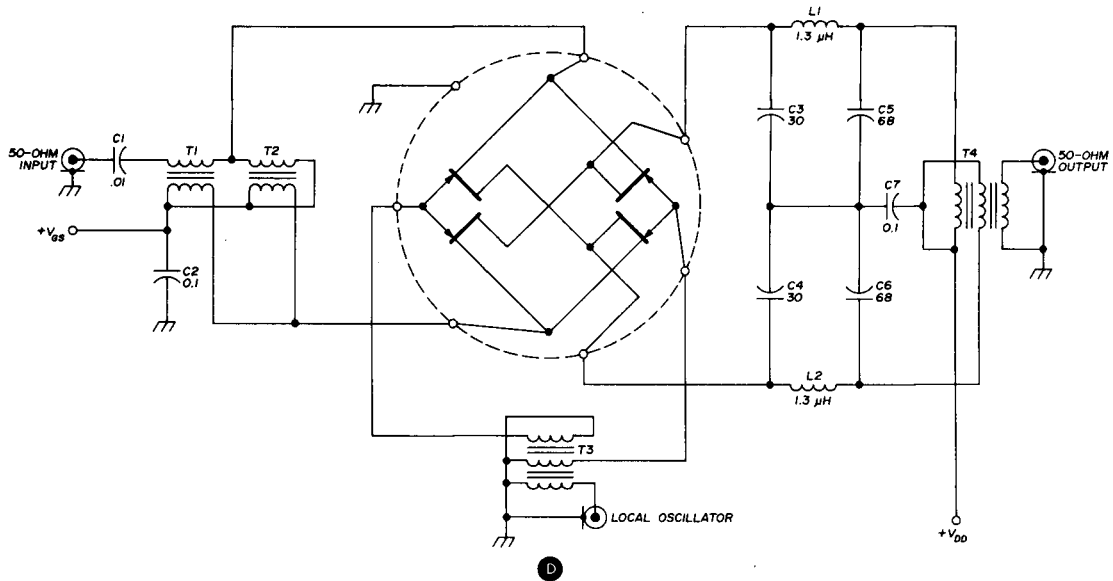 L1
1.3 µH
C3
30
C5
68
T4
50-OHM
OUTPUT
50-OHM
INPUT
C1
.01
T1
T2
+VGS
C2
0.1
C7
0.1
C4
30
C6
68
L2
1.3 µH
T3
LOCAL OSCILLATOR
+VDD
D